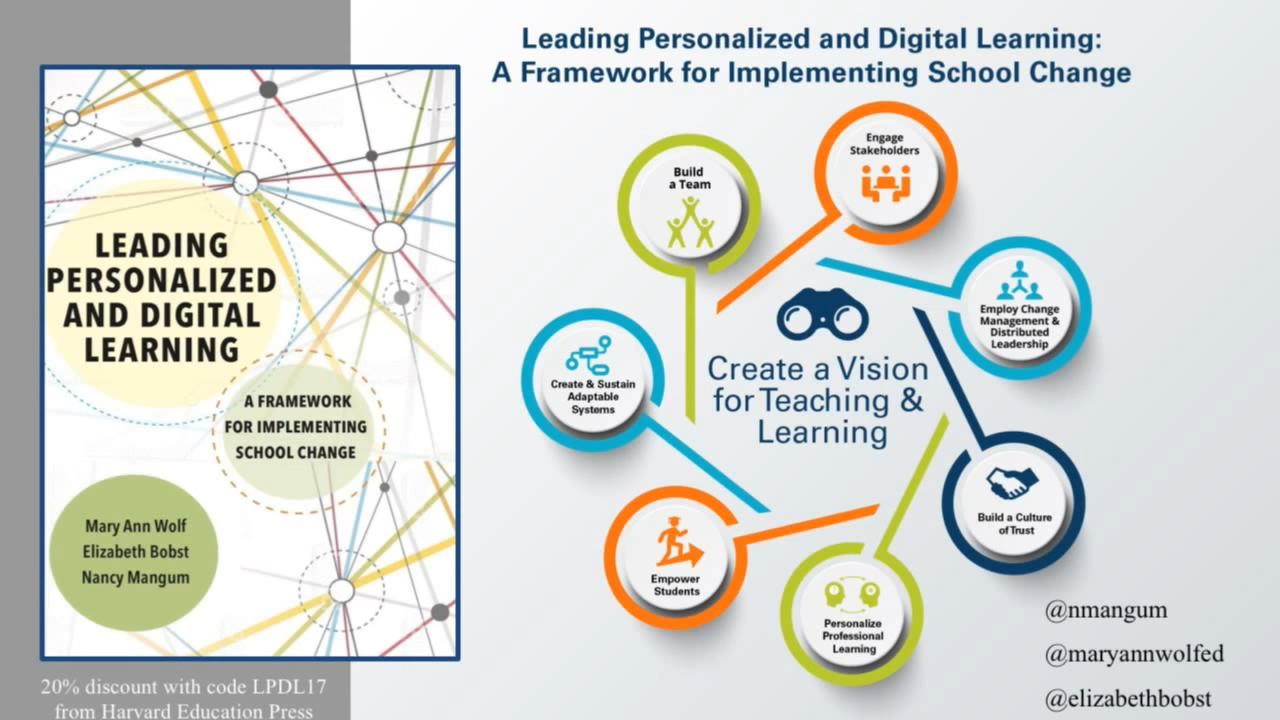 Leading Personalized and Digital Learning:
A Framework for Implementing School Change
LEADING
PERSONALIZED
AND DIGITAL
LEARNING
A FRAMEWORK
FOR IMPLEMENTING
SCHOOL CHANGE
Mary Ann Wolf
Elizabeth Bobst
Nancy Mangum
20% discount with code LPDL17
from Harvard Education Press
Build
a Team
Engage
Stakeholders
Employ Change
Management &
Distributed
Leadership
Create a Vision
for Teaching &
Learning
Create & Sustain
Adaptable
Systems
Build a Culture
of Trust
Empower
Students
Personalize
Professional
Learning
@nmangum
@maryannwolfed
@elizabethbobst